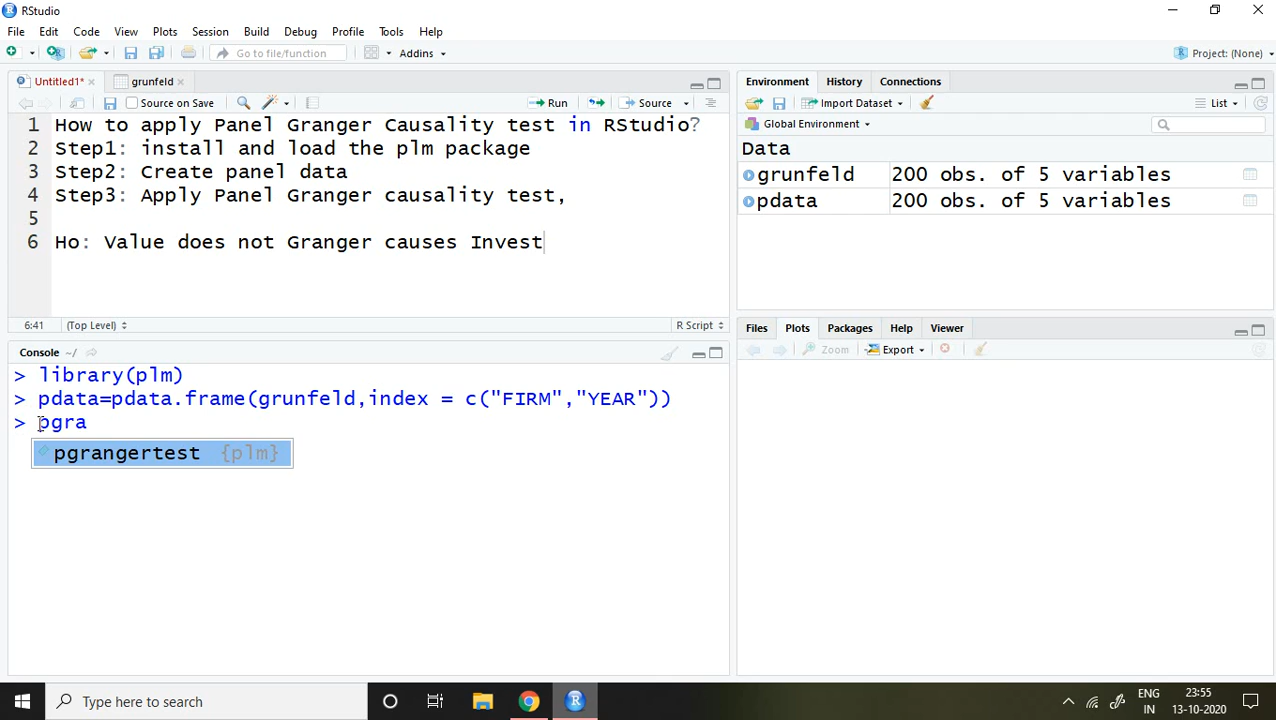 RStudio
File Edit Code View Plots Session Build Debug Profile Tools Help
Go to file/function Addins Project: (None)
Untitled1* grunfeld
Source on Save Run Source
1 How to apply Panel Granger Causality test in RStudio?
2 Step1: install and load the plm package
3 Step2: Create panel data
4 Step3: Apply Panel Granger causality test,
5
6 Ho: Value does not Granger causes Invest
6:41 (Top Level) R Script
Console ~/
> library(plm)
> pdata=pdata.frame(grunfeld,index = c("FIRM","YEAR"))
> pgra
pgrangertest {plm}
Environment History Connections
Import Dataset List
Global Environment
Data
grunfeld 200 obs. of 5 variables
pdata 200 obs. of 5 variables
Files Plots Packages Help Viewer
Zoom Export
Type here to search
ENG 23:55
IN 13-10-2020